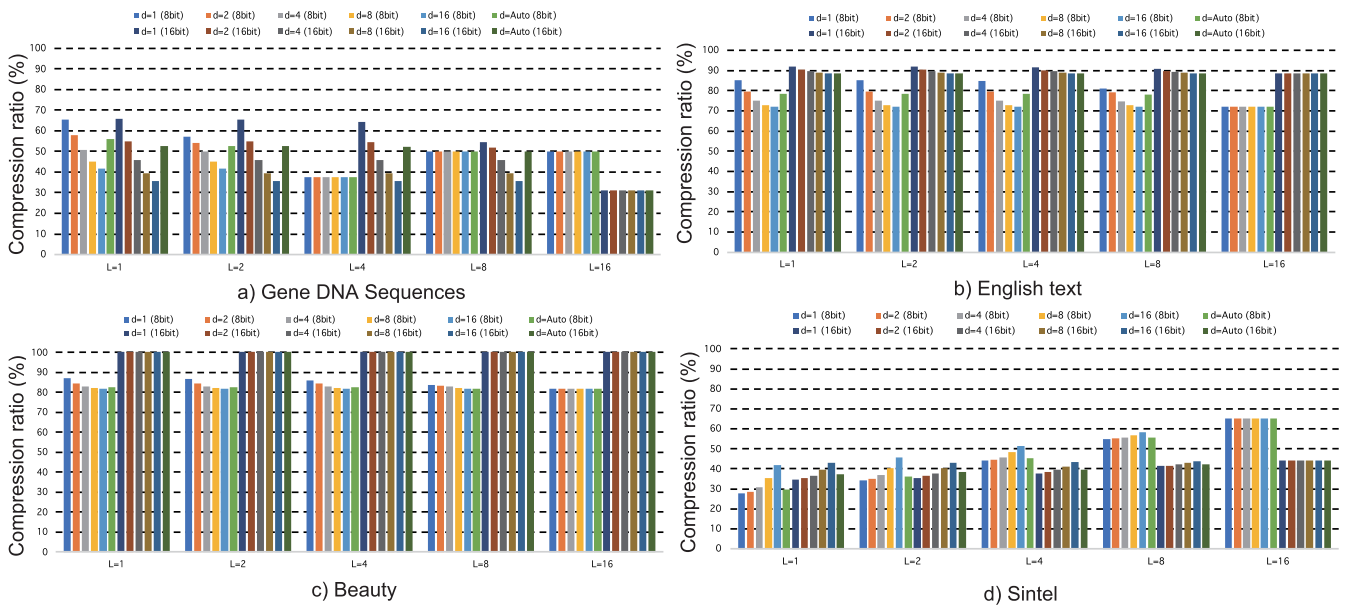 d=1 (8bit) d=2 (8bit) d=4 (8bit) d=8 (8bit) d=16 (8bit) d=Auto (8bit)
d=1 (16bit) d=2 (16bit) d=4 (16bit) d=8 (16bit) d=16 (16bit) d=Auto (16bit)
Compression ratio (%)
100
90
80
70
60
50
40
30
20
10
0
L=1 L=2 L=4 L=8 L=16
a) Gene DNA Sequences
d=1 (8bit) d=2 (8bit) d=4 (8bit) d=8 (8bit) d=16 (8bit) d=Auto (8bit)
d=1 (16bit) d=2 (16bit) d=4 (16bit) d=8 (16bit) d=16 (16bit) d=Auto (16bit)
Compression ratio (%)
100
90
80
70
60
50
40
30
20
10
0
L=1 L=2 L=4 L=8 L=16
b) English text
d=1 (8bit) d=2 (8bit) d=4 (8bit) d=8 (8bit) d=16 (8bit) d=Auto (8bit)
d=1 (16bit) d=2 (16bit) d=4 (16bit) d=8 (16bit) d=16 (16bit) d=Auto (16bit)
Compression ratio (%)
100
90
80
70
60
50
40
30
20
10
0
L=1 L=2 L=4 L=8 L=16
c) Beauty
d=1 (8bit) d=2 (8bit) d=4 (8bit) d=8 (8bit) d=16 (8bit) d=Auto (8bit)
d=1 (16bit) d=2 (16bit) d=4 (16bit) d=8 (16bit) d=16 (16bit) d=Auto (16bit)
Compression ratio (%)
100
90
80
70
60
50
40
30
20
10
0
L=1 L=2 L=4 L=8 L=16
d) Sintel